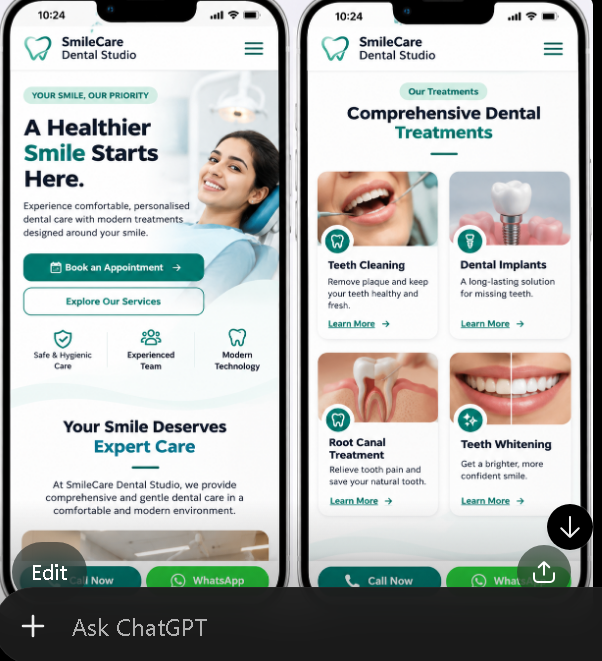 10:24
SmileCare
Dental Studio
YOUR SMILE, OUR PRIORITY
A Healthier
Smile Starts
Here.
Experience comfortable, personalised
dental care with modern treatments
designed around your smile.
Book an Appointment →
Explore Our Services
Safe & Hygienic
Care
Experienced
Team
Modern
Technology
Your Smile Deserves
Expert Care
At SmileCare Dental Studio, we provide
comprehensive and gentle dental care in a
comfortable and modern environment.
Call Now
WhatsApp
10:24
SmileCare
Dental Studio
Our Treatments
Comprehensive Dental
Treatments
Teeth Cleaning
Remove plaque and keep
your teeth healthy and
fresh.
Learn More →
Dental Implants
A long-lasting solution
for missing teeth.
Learn More →
Root Canal
Treatment
Relieve tooth pain and
save your natural tooth.
Learn More →
Teeth Whitening
Get a brighter, more
confident smile.
Learn More →
Call Now
WhatsApp
Edit
Ask ChatGPT